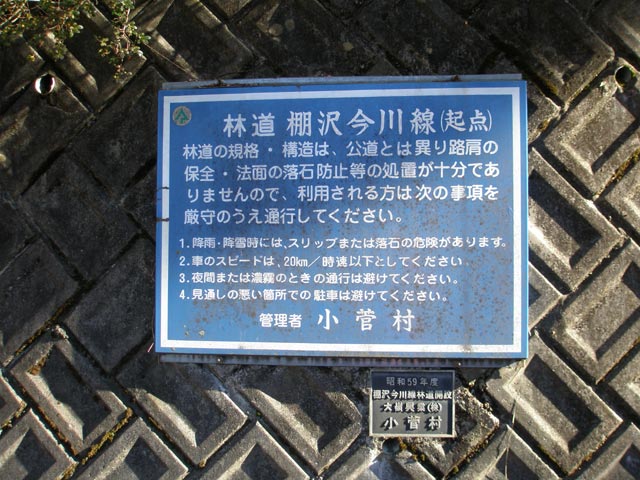 林道 棚沢今川線(起点)
林道の規格・構造は、公道とは異り路肩の
保全・法面の落石防止等の処置が十分であ
りませんので、利用される方は次の事項を
厳守のうえ通行してください。
1.降雨・降雪時には、スリップまたは落石の危険があります。
2.車のスピードは、20km/時速以下としてください
3.夜間または濃霧のときの通行は避けてください。
4.見通しの悪い箇所での駐車は避けてください。
管理者 小菅村
昭和59年度
棚沢今川線林道開設
大樹興業(株)
小菅村